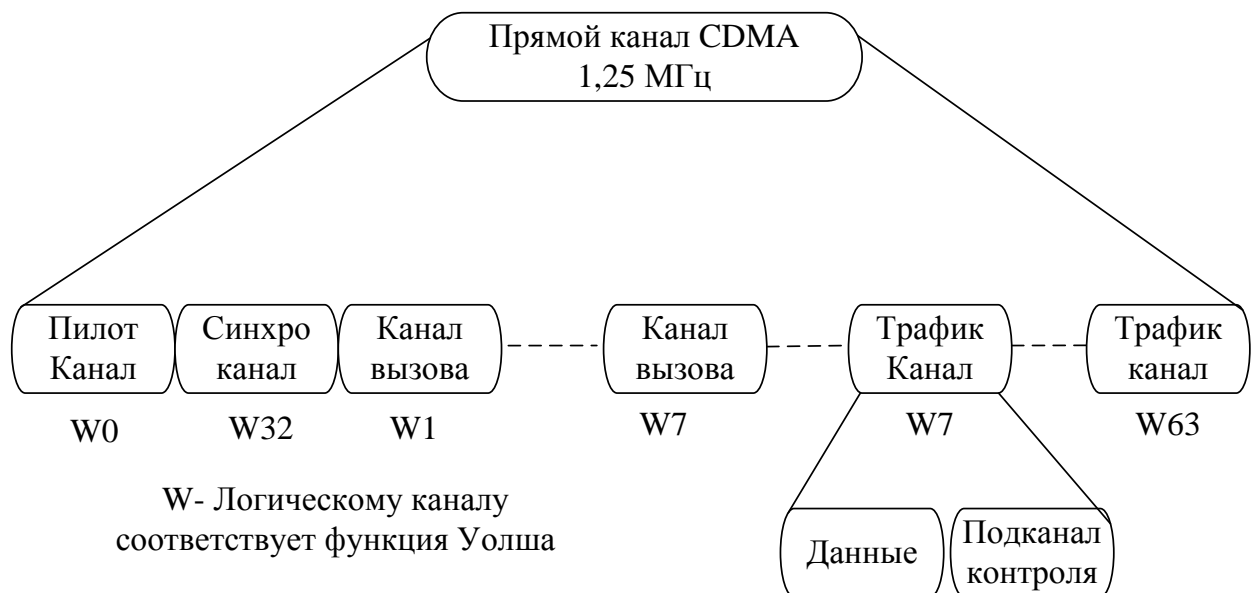 Прямой канал CDMA
1,25 МГц
Пилот
Канал
Синхро
канал
Канал
вызова
Канал
вызова
Трафик
Канал
Трафик
канал
W0
W32
W1
W7
W7
W63
W- Логическому каналу
соответствует функция Уолша
Данные
Подканал
контроля